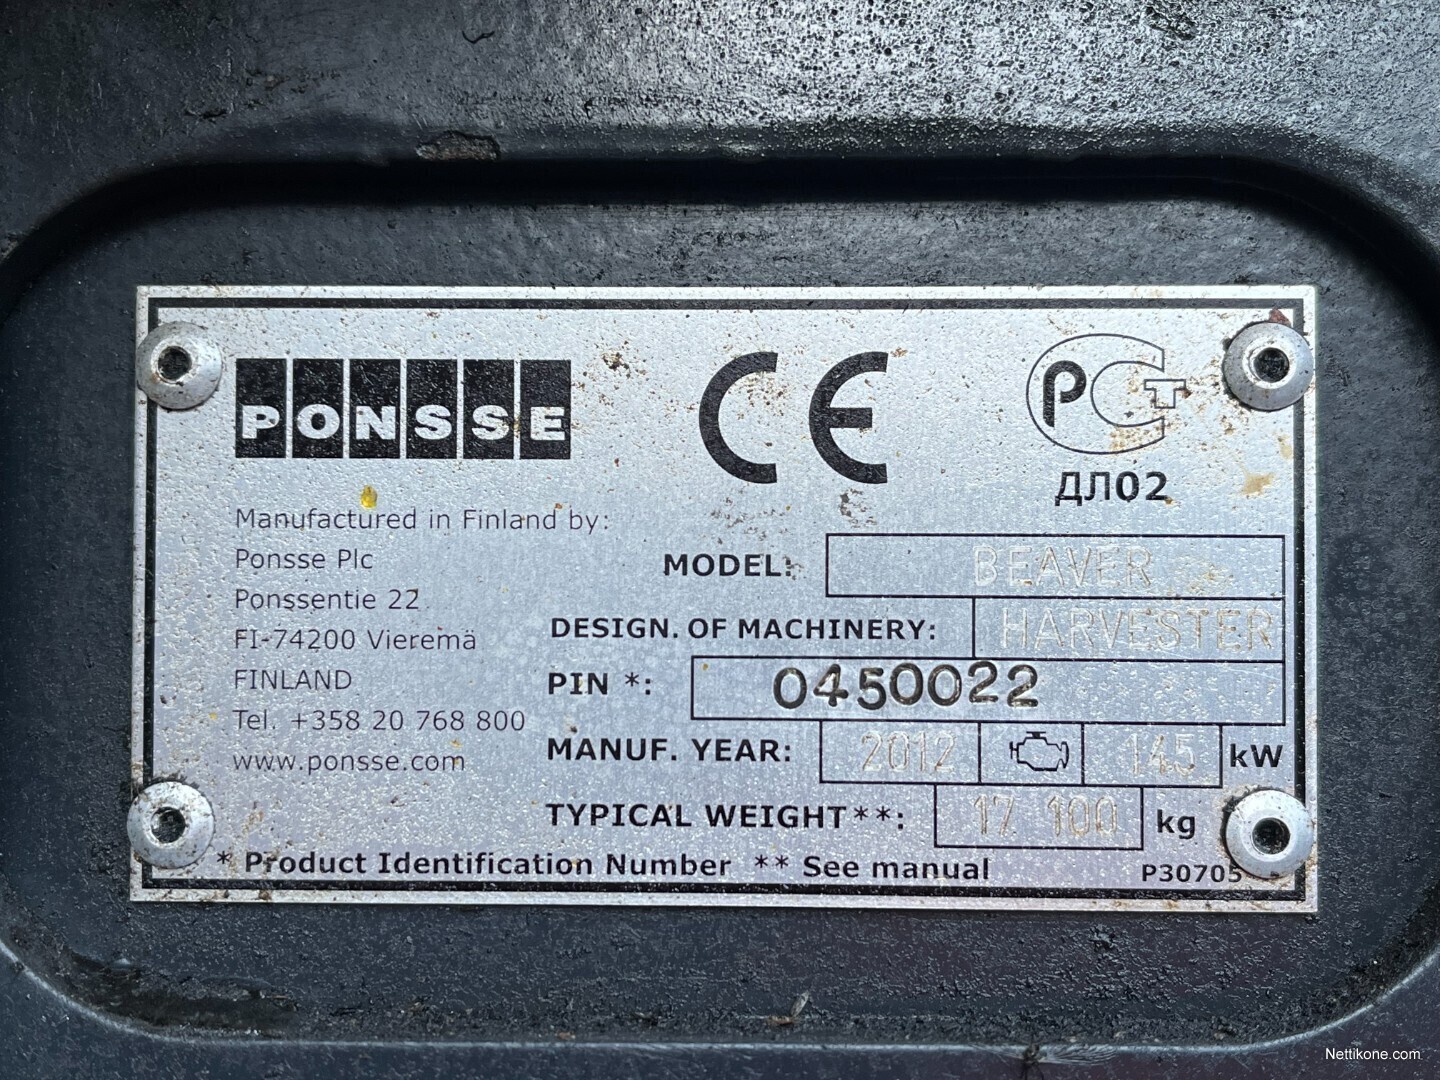 PONSSE
CE
PCT
ДЛ02
Manufactured in Finland by:
Ponsse Plc
Ponssentie 22
FI-74200 Vieremä
FINLAND
Tel. +358 20 768 800
www.ponsse.com
MODEL: BEAVER
DESIGN. OF MACHINERY: HARVESTER
PIN *: 0450022
MANUF. YEAR: 2012 145 kW
TYPICAL WEIGHT**: 17 100 kg
* Product Identification Number ** See manual
P30705
Nettikone.com